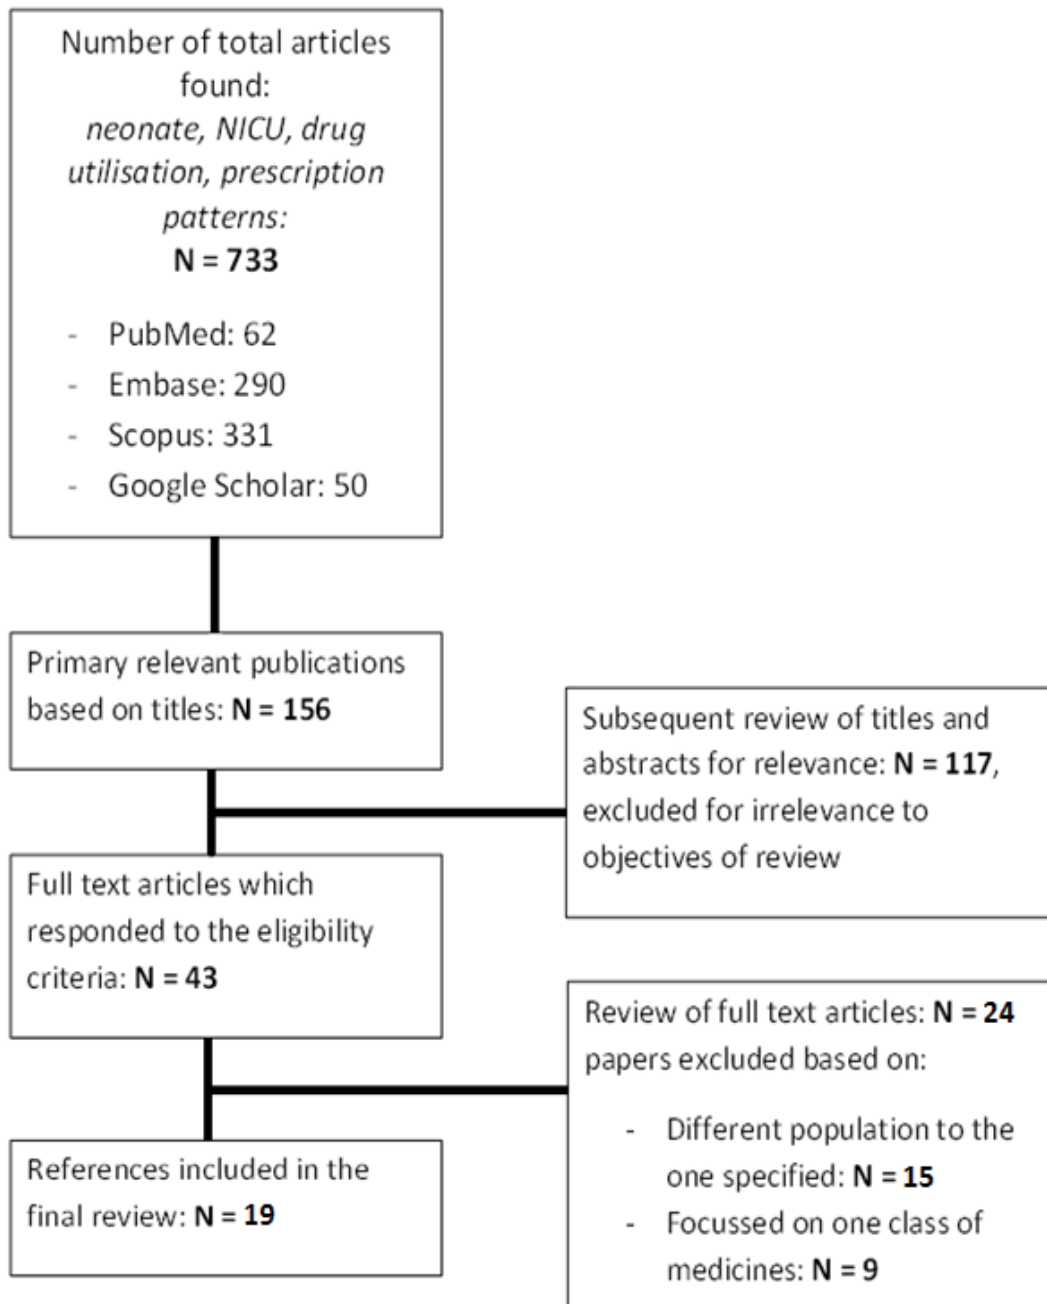 Number of total articles
found:
neonate, NICU, drug
utilisation, prescription
patterns:
N = 733
- PubMed: 62
- Embase: 290
- Scopus: 331
- Google Scholar: 50
Primary relevant publications
based on titles: N = 156
Subsequent review of titles and
abstracts for relevance: N = 117,
excluded for irrelevance to
objectives of review
Full text articles which
responded to the eligibility
criteria: N = 43
Review of full text articles: N = 24
papers excluded based on:
- Different population to the
one specified: N = 15
- Focussed on one class of
medicines: N = 9
References included in the
final review: N = 19